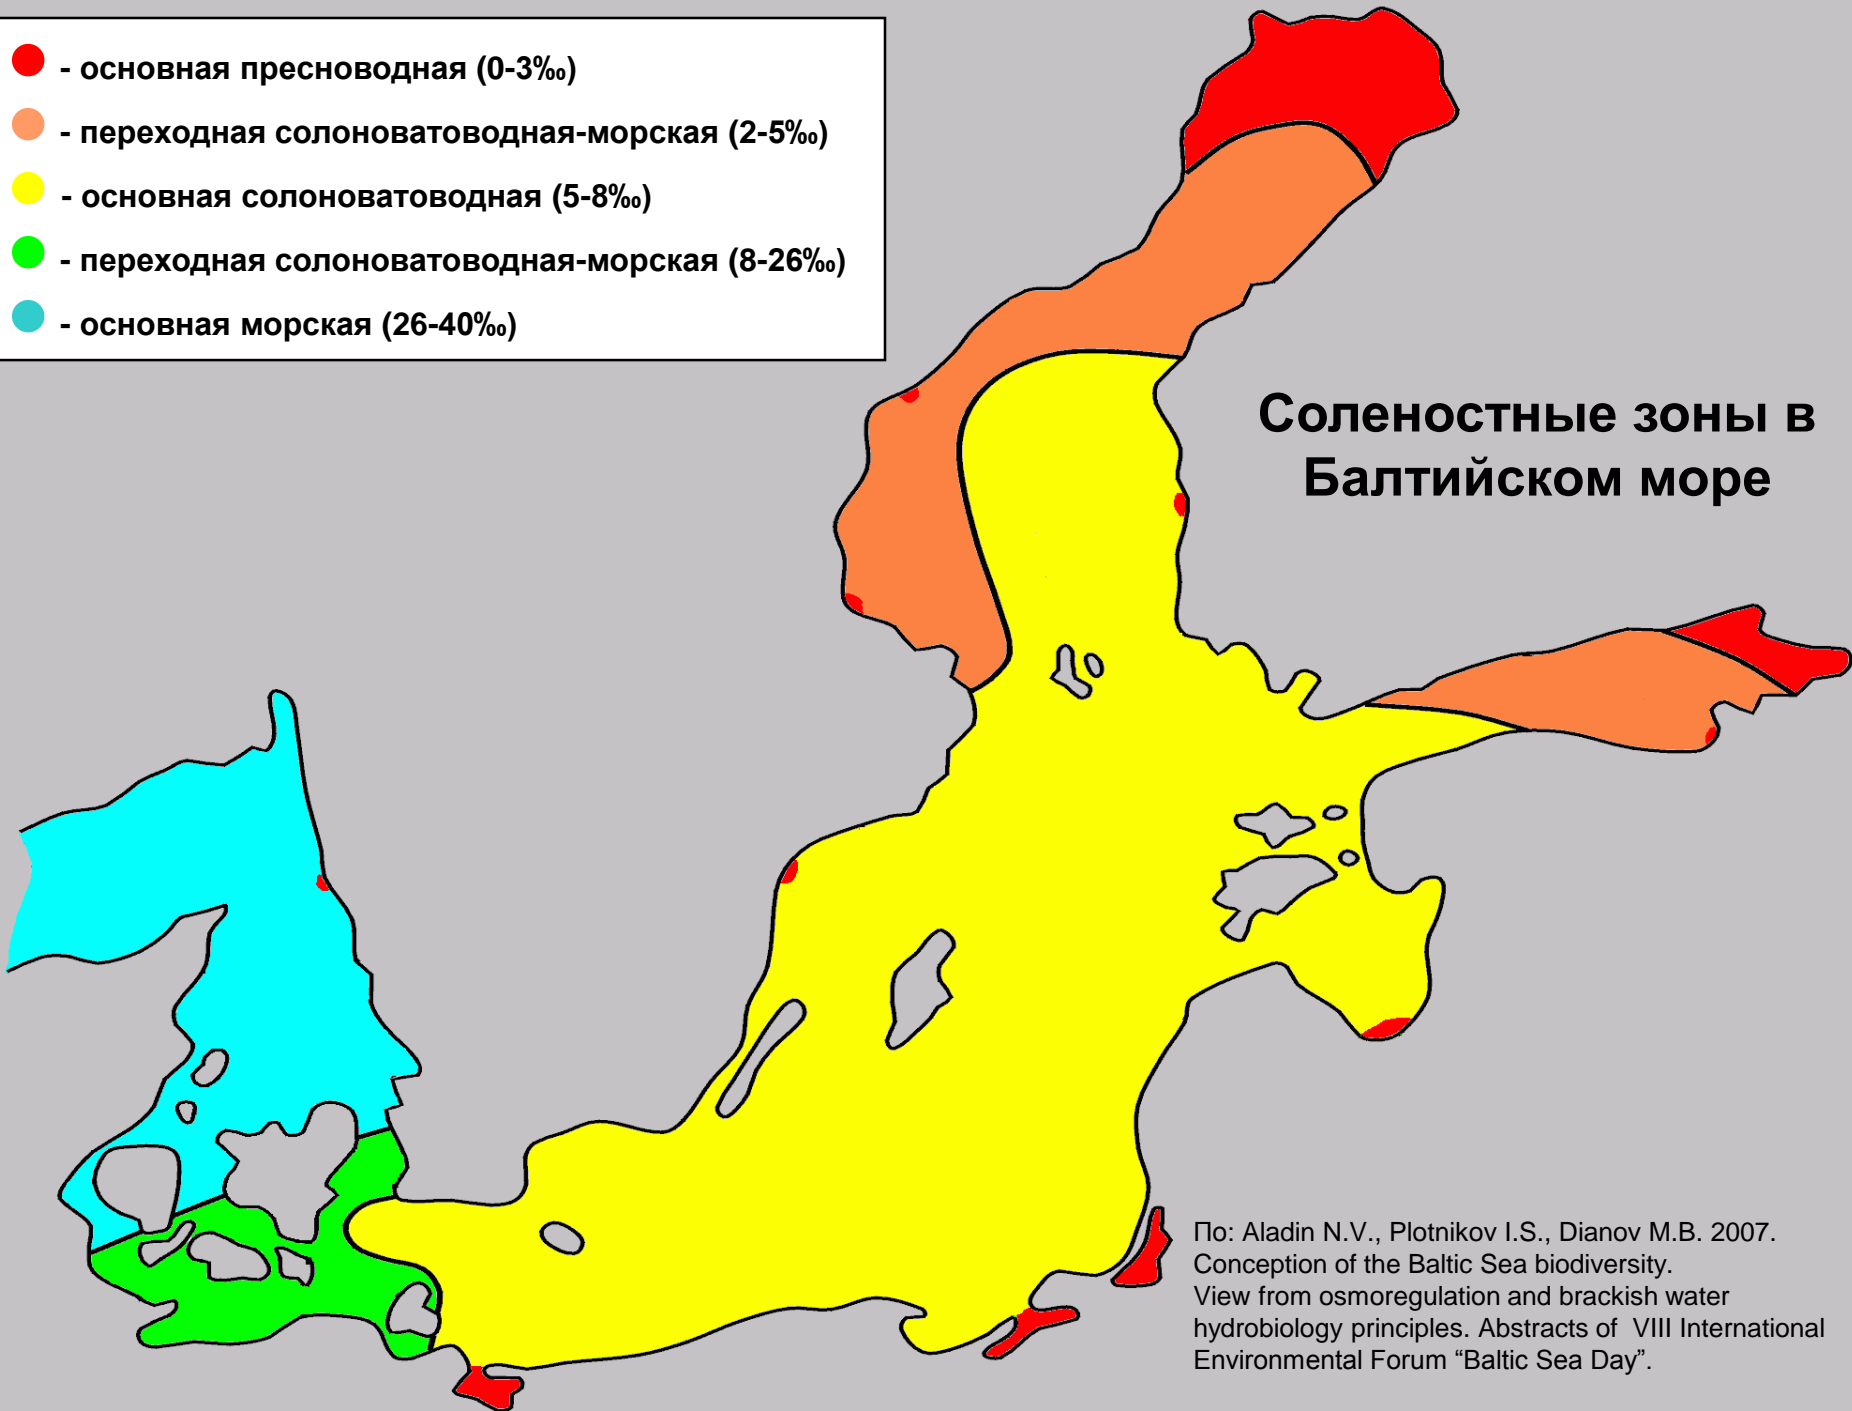 - основная пресноводная (0-3‰)
- переходная солоноватоводная-морская (2-5‰)
- основная солоноватоводная (5-8‰)
- переходная солоноватоводная-морская (8-26‰)
- основная морская (26-40‰)
Соленостные зоны в
Балтийском море
По: Aladin N.V., Plotnikov I.S., Dianov M.B. 2007.
Conception of the Baltic Sea biodiversity.
View from osmoregulation and brackish water
hydrobiology principles. Abstracts of VIII International
Environmental Forum “Baltic Sea Day”.